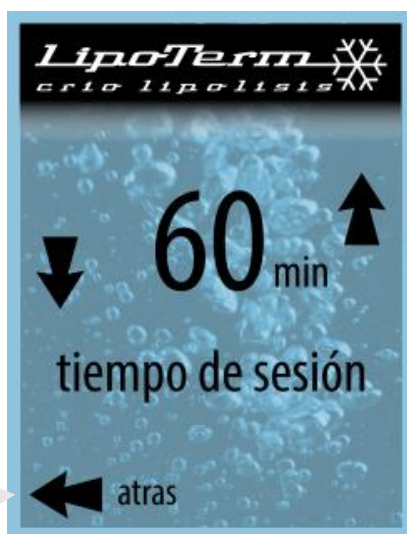 LipoTerm
crio lipolisis
60 min
tiempo de sesión
atras